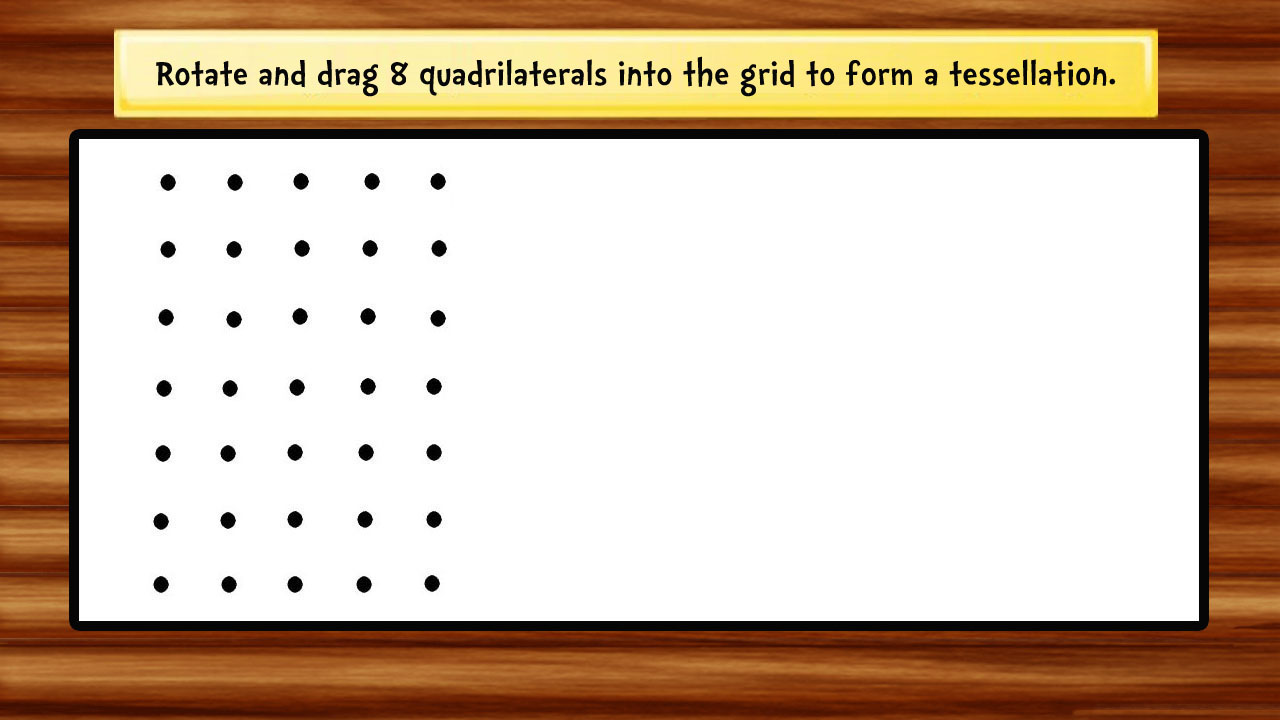 Rotate and drag 8 quadrilaterals into the grid to form a tessellation.